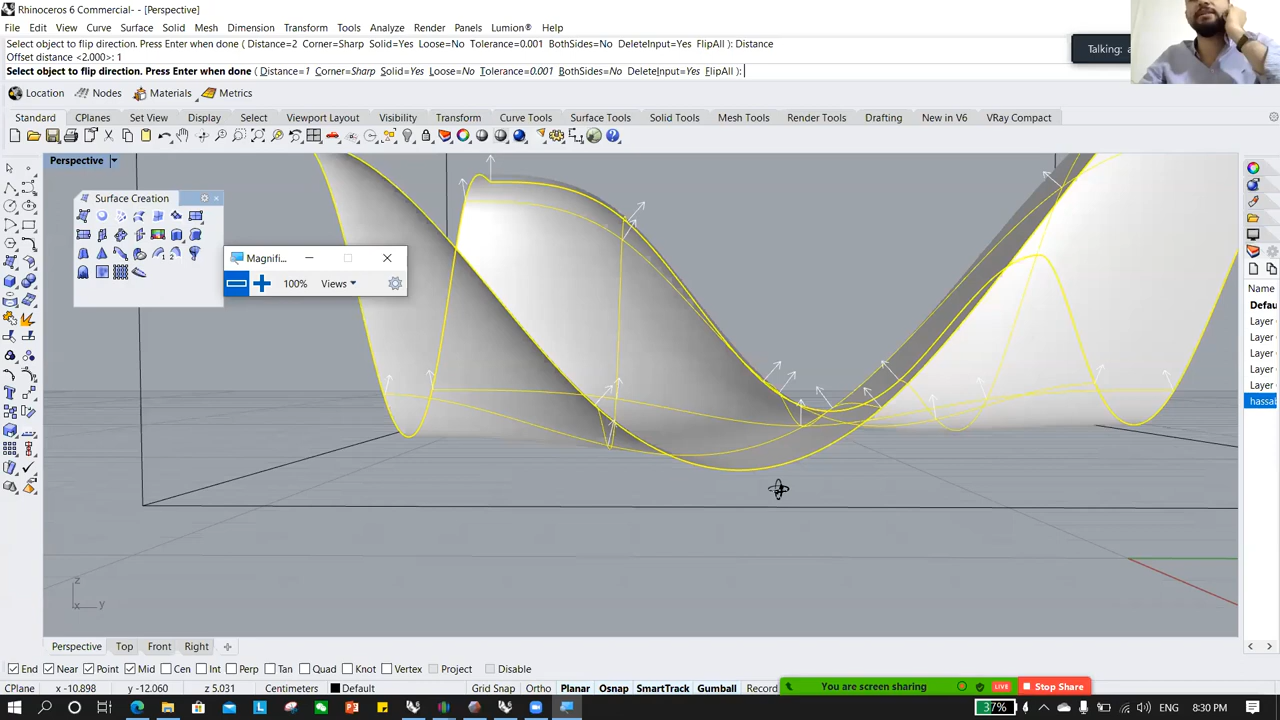 Rhinoceros 6 Commercial- - [Perspective]
File Edit View Curve Surface Solid Mesh Dimension Transform Tools Analyze Render Panels Lumion® Help
Select object to flip direction. Press Enter when done ( Distance=2 Corner=Sharp Solid=Yes Loose=No Tolerance=0.001 BothSides=No DeleteInput=Yes FlipAll ): Distance
Offset distance <2.000>: 1
Select object to flip direction. Press Enter when done ( Distance=1 Corner=Sharp Solid=Yes Loose=No Tolerance=0.001 BothSides=No DeleteInput=Yes FlipAll ):
Talking:
Location Nodes Materials Metrics
Standard CPlanes Set View Display Select Viewport Layout Visibility Transform Curve Tools Surface Tools Solid Tools Mesh Tools Render Tools Drafting New in V6 VRay Compact
Perspective
Surface Creation
Magnifi...
100% Views
Name
Defau
Layer
Layer
Layer
Layer
Layer
hassa
z
x y
Perspective Top Front Right
End Near Point Mid Cen Int Perp Tan Quad Knot Vertex Project Disable
CPlane x -10.898 y -12.060 z 5.031 Centimeters Default Grid Snap Ortho Planar Osnap SmartTrack Gumball Record
You are screen sharing LIVE Stop Share
37% ENG 8:30 PM